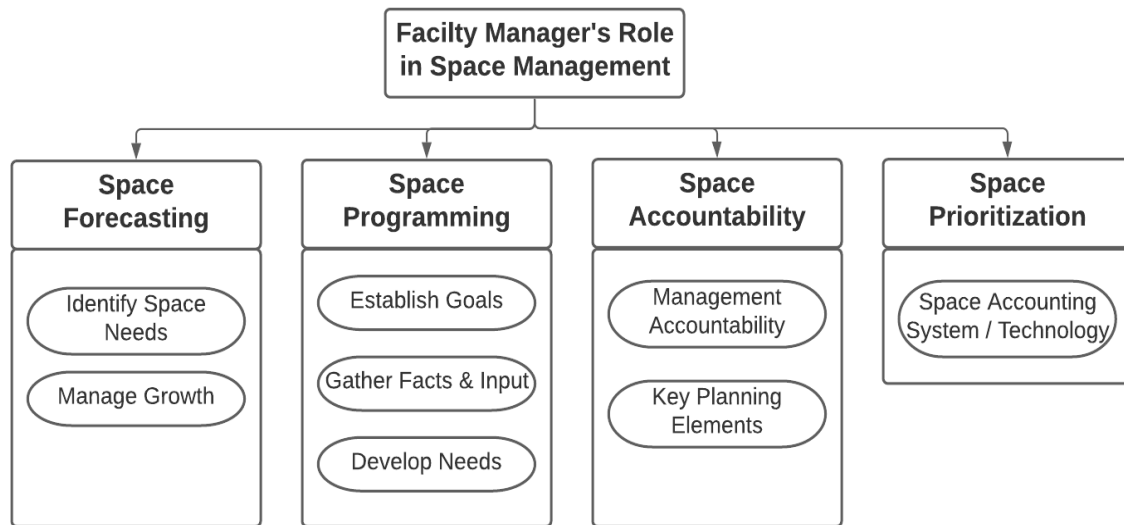 Facilty Manager's Role
in Space Management
Space
Forecasting
Identify Space
Needs
Manage Growth
Space
Programming
Establish Goals
Gather Facts & Input
Develop Needs
Space
Accountability
Management
Accountability
Key Planning
Elements
Space
Prioritization
Space Accounting
System / Technology